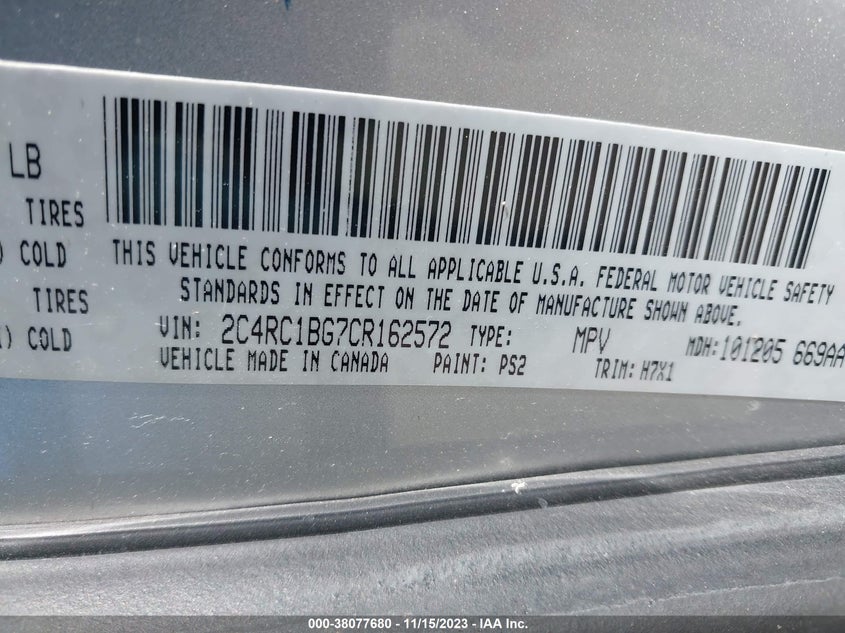 LB
TIRES
) COLD
TIRES
) COLD
THIS VEHICLE CONFORMS TO ALL APPLICABLE U.S.A. FEDERAL MOTOR VEHICLE SAFETY
STANDARDS IN EFFECT ON THE DATE OF MANUFACTURE SHOWN ABOVE.
VIN: 2C4RC1BG7CR162572 TYPE: MPV MDH: 101205 669AA
VEHICLE MADE IN CANADA PAINT: PS2 TRIM: H7X1
000-38077680 - 11/15/2023 - IAA Inc.